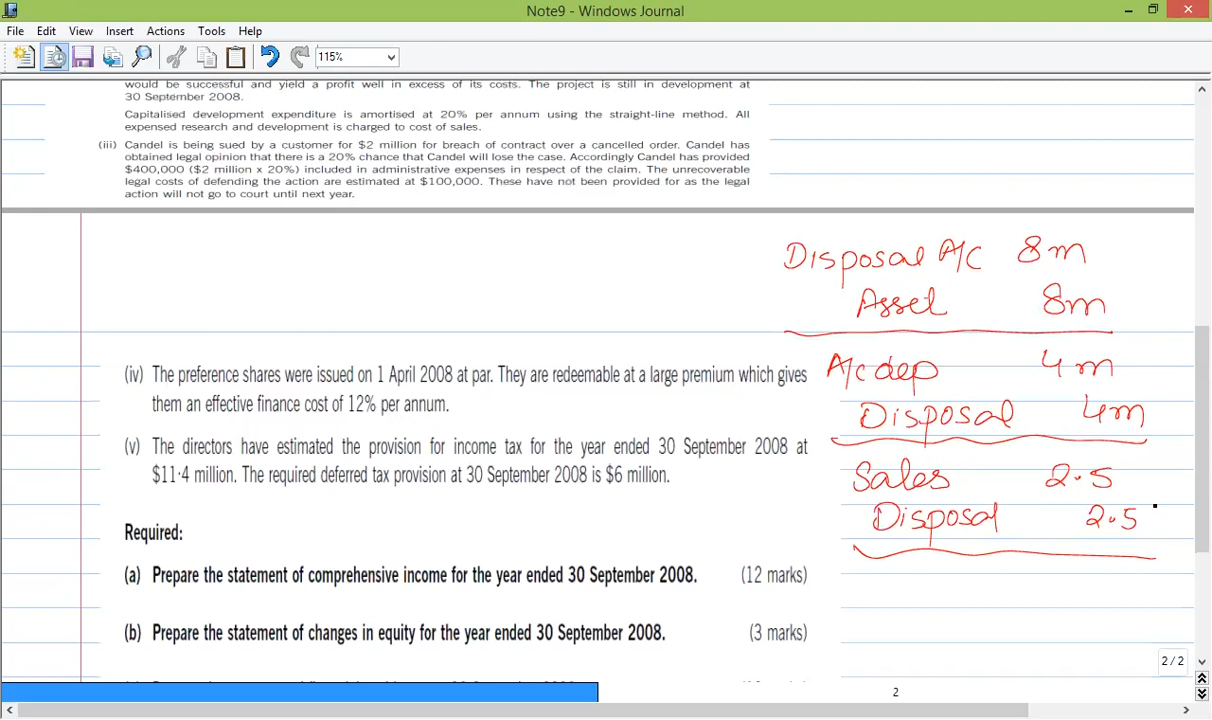 Note9 - Windows Journal
File Edit View Insert Actions Tools Help
115%
would be successful and yield a profit well in excess of its costs. The project is still in development at
30 September 2008.
Capitalised development expenditure is amortised at 20% per annum using the straight-line method. All
expensed research and development is charged to cost of sales.
(iii) Candel is being sued by a customer for $2 million for breach of contract over a cancelled order. Candel has
obtained legal opinion that there is a 20% chance that Candel will lose the case. Accordingly Candel has provided
$400,000 ($2 million x 20%) included in administrative expenses in respect of the claim. The unrecoverable
legal costs of defending the action are estimated at $100,000. These have not been provided for as the legal
action will not go to court until next year.
Disposal A/C 8m
Asset 8m
A/c dep 4m
Disposal 4m
Sales 2.5
Disposal 2.5
(iv) The preference shares were issued on 1 April 2008 at par. They are redeemable at a large premium which gives
them an effective finance cost of 12% per annum.
(v) The directors have estimated the provision for income tax for the year ended 30 September 2008 at
$11·4 million. The required deferred tax provision at 30 September 2008 is $6 million.
Required:
(a) Prepare the statement of comprehensive income for the year ended 30 September 2008. (12 marks)
(b) Prepare the statement of changes in equity for the year ended 30 September 2008. (3 marks)
2 / 2
2